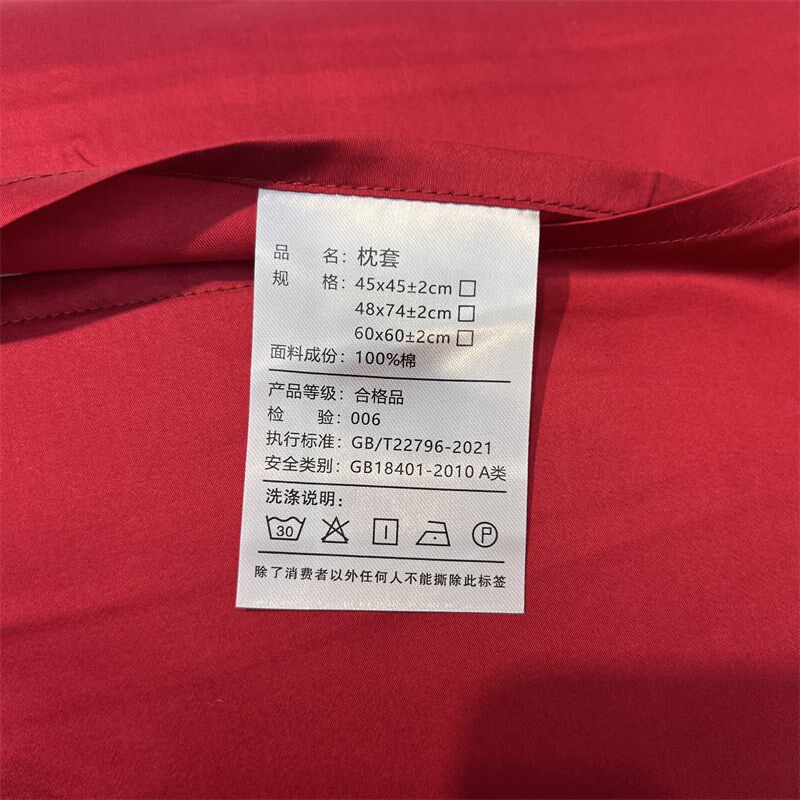 品 名: 枕套
规 格: 45x45±2cm □
48x74±2cm □
60x60±2cm □
面料成份: 100%棉
产品等级: 合格品
检 验: 006
执行标准: GB/T22796-2021
安全类别: GB18401-2010 A类
洗涤说明:
30 P
除了消费者以外任何人不能撕除此标签